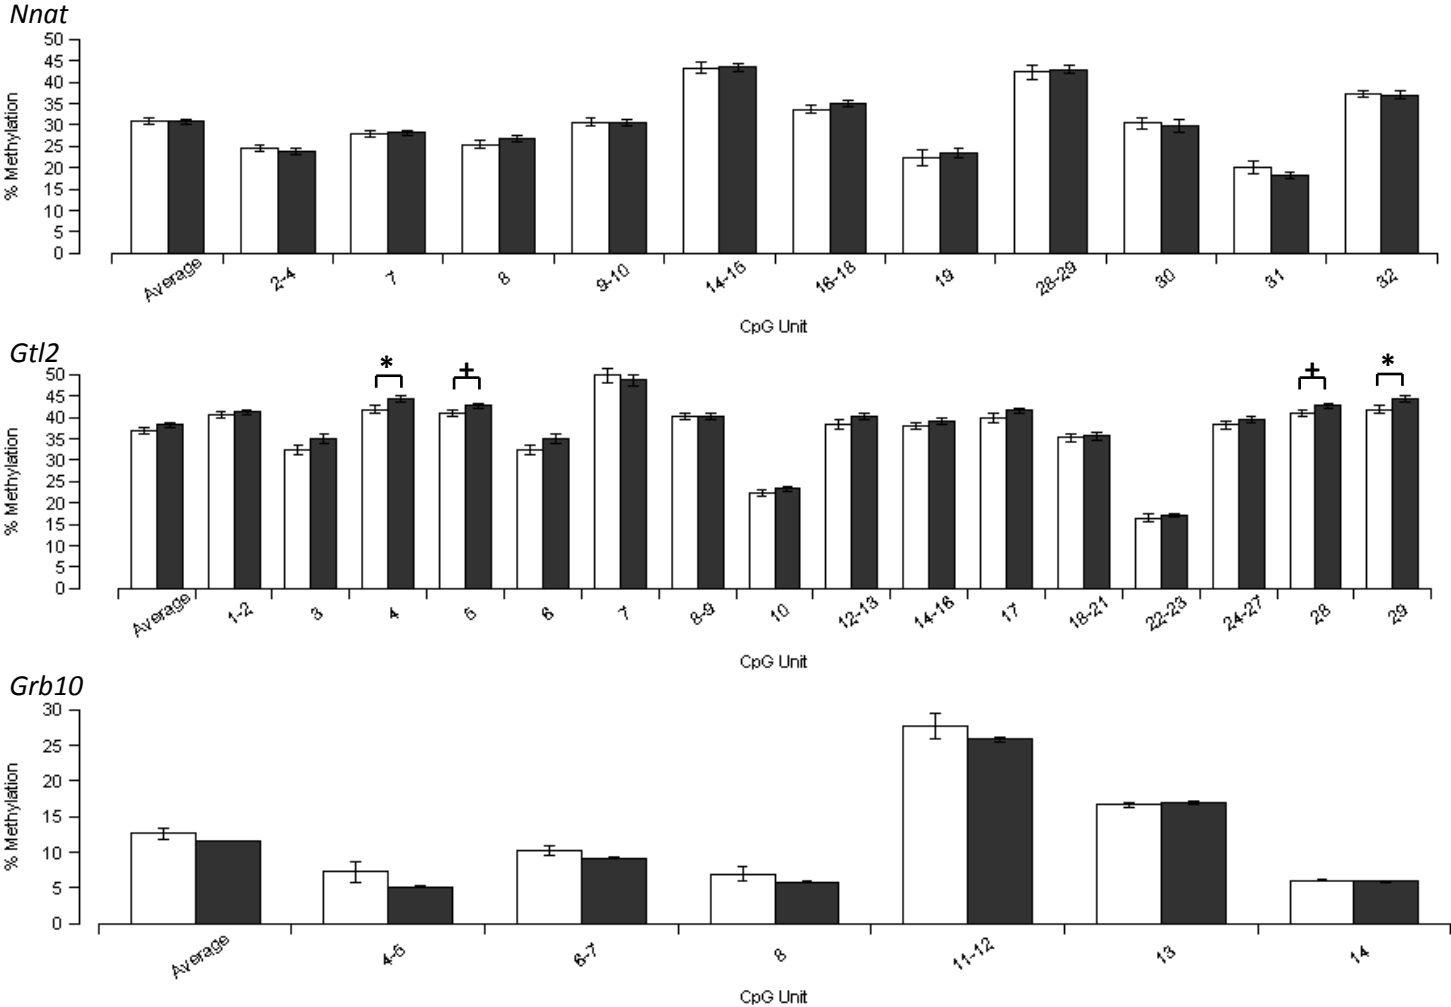 Nnat
50
45
40
35
30
25
20
15
10
5
0
% Methylation
Average 2-4 7 8 9-10 14-15 16-18 19 28-29 30 31 32
CpG Unit
Gtl2
* + + *
50
45
40
35
30
25
20
15
10
5
0
% Methylation
Average 1-2 3 4 5 6 7 8-9 10 12-13 14-16 17 18-21 22-23 24-27 28 29
CpG Unit
Grb10
30
25
20
15
10
5
0
% Methylation
Average 4-5 6-7 8 11-12 13 14
CpG Unit